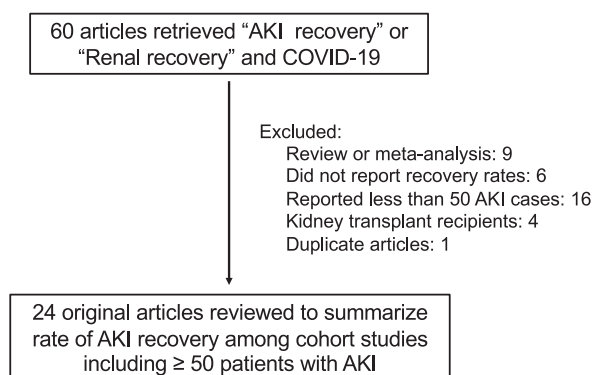 60 articles retrieved “AKI recovery” or
“Renal recovery” and COVID-19
Excluded:
Review or meta-analysis: 9
Did not report recovery rates: 6
Reported less than 50 AKI cases: 16
Kidney transplant recipients: 4
Duplicate articles: 1
24 original articles reviewed to summarize
rate of AKI recovery among cohort studies
including ≥ 50 patients with AKI